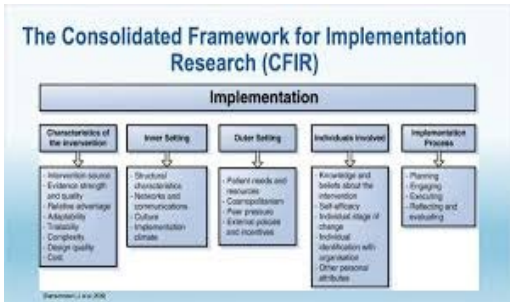 The Consolidated Framework for Implementation
Research (CFIR)
Implementation
Characteristics of
the invervention
- Intervention source
- Evidence strength
and quality
- Relative advantage
- Adaptability
- Trialability
- Complexity
- Design quality
- Cost
Inner Setting
- Structural
characteristics
- Networks and
communications
- Culture
- Implementation
climate
Outer Setting
- Patient needs and
resources
- Cosmopolitanism
- Peer pressure
- External policies
and incentives
Individuals Involved
- Knowledge and
beliefs about the
intervention
- Self-efficacy
- Individual stage of
change
- Individual
identification with
organisation
- Other personal
attributes
Implementation
Process
- Planning
- Engaging
- Executing
- Reflecting and
evaluating